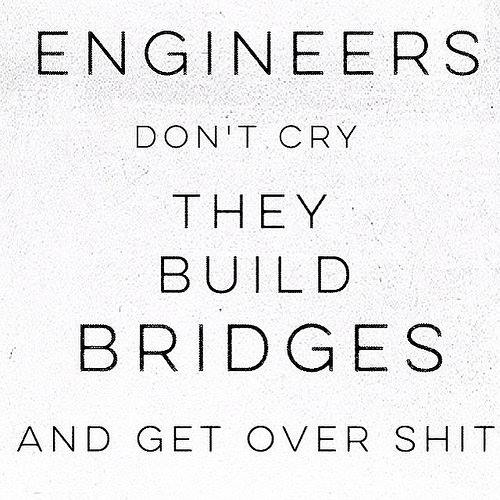 ENGINEERS
DON'T CRY
THEY
BUILD
BRIDGES
AND GET OVER SHIT